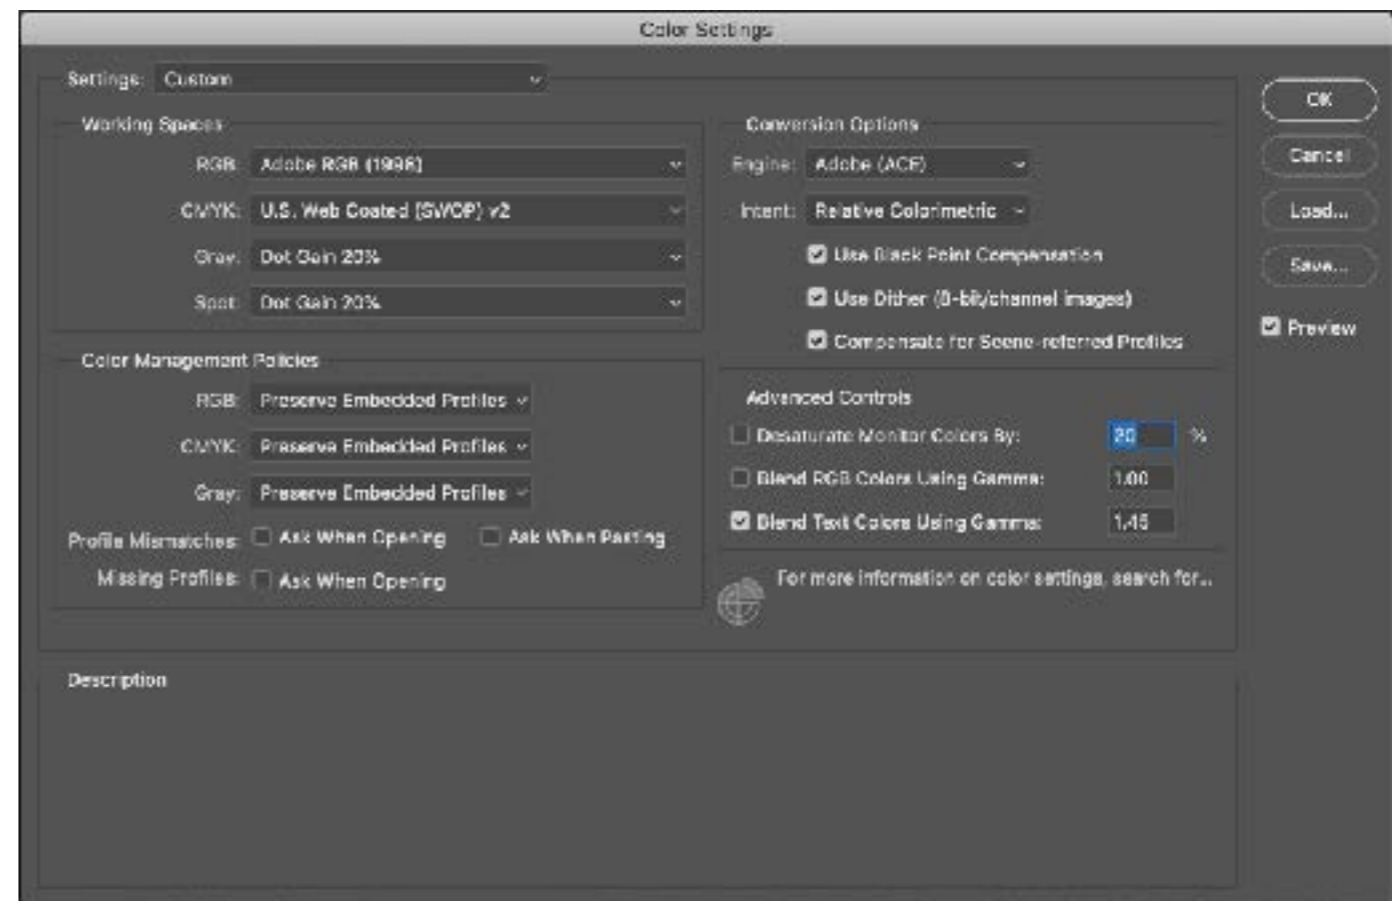 Color Settings
Settings: Custom
Working Spaces
RGB: Adobe RGB (1998)
CMYK: U.S. Web Coated (SWOP) v2
Gray: Dot Gain 20%
Spot: Dot Gain 20%
Color Management Policies
RGB: Preserve Embedded Profiles
CMYK: Preserve Embedded Profiles
Gray: Preserve Embedded Profiles
Profile Mismatches: Ask When Opening Ask When Pasting
Missing Profiles: Ask When Opening
Conversion Options
Engine: Adobe (ACE)
Intent: Relative Colorimetric
Use Black Point Compensation
Use Dither (8-bit/channel images)
Compensate for Scene-referred Profiles
Advanced Controls
Desaturate Monitor Colors By: 20 %
Blend RGB Colors Using Gamma: 1.00
Blend Text Colors Using Gamma: 1.45
For more information on color settings, search for...
OK
Cancel
Load...
Save...
Preview
Description